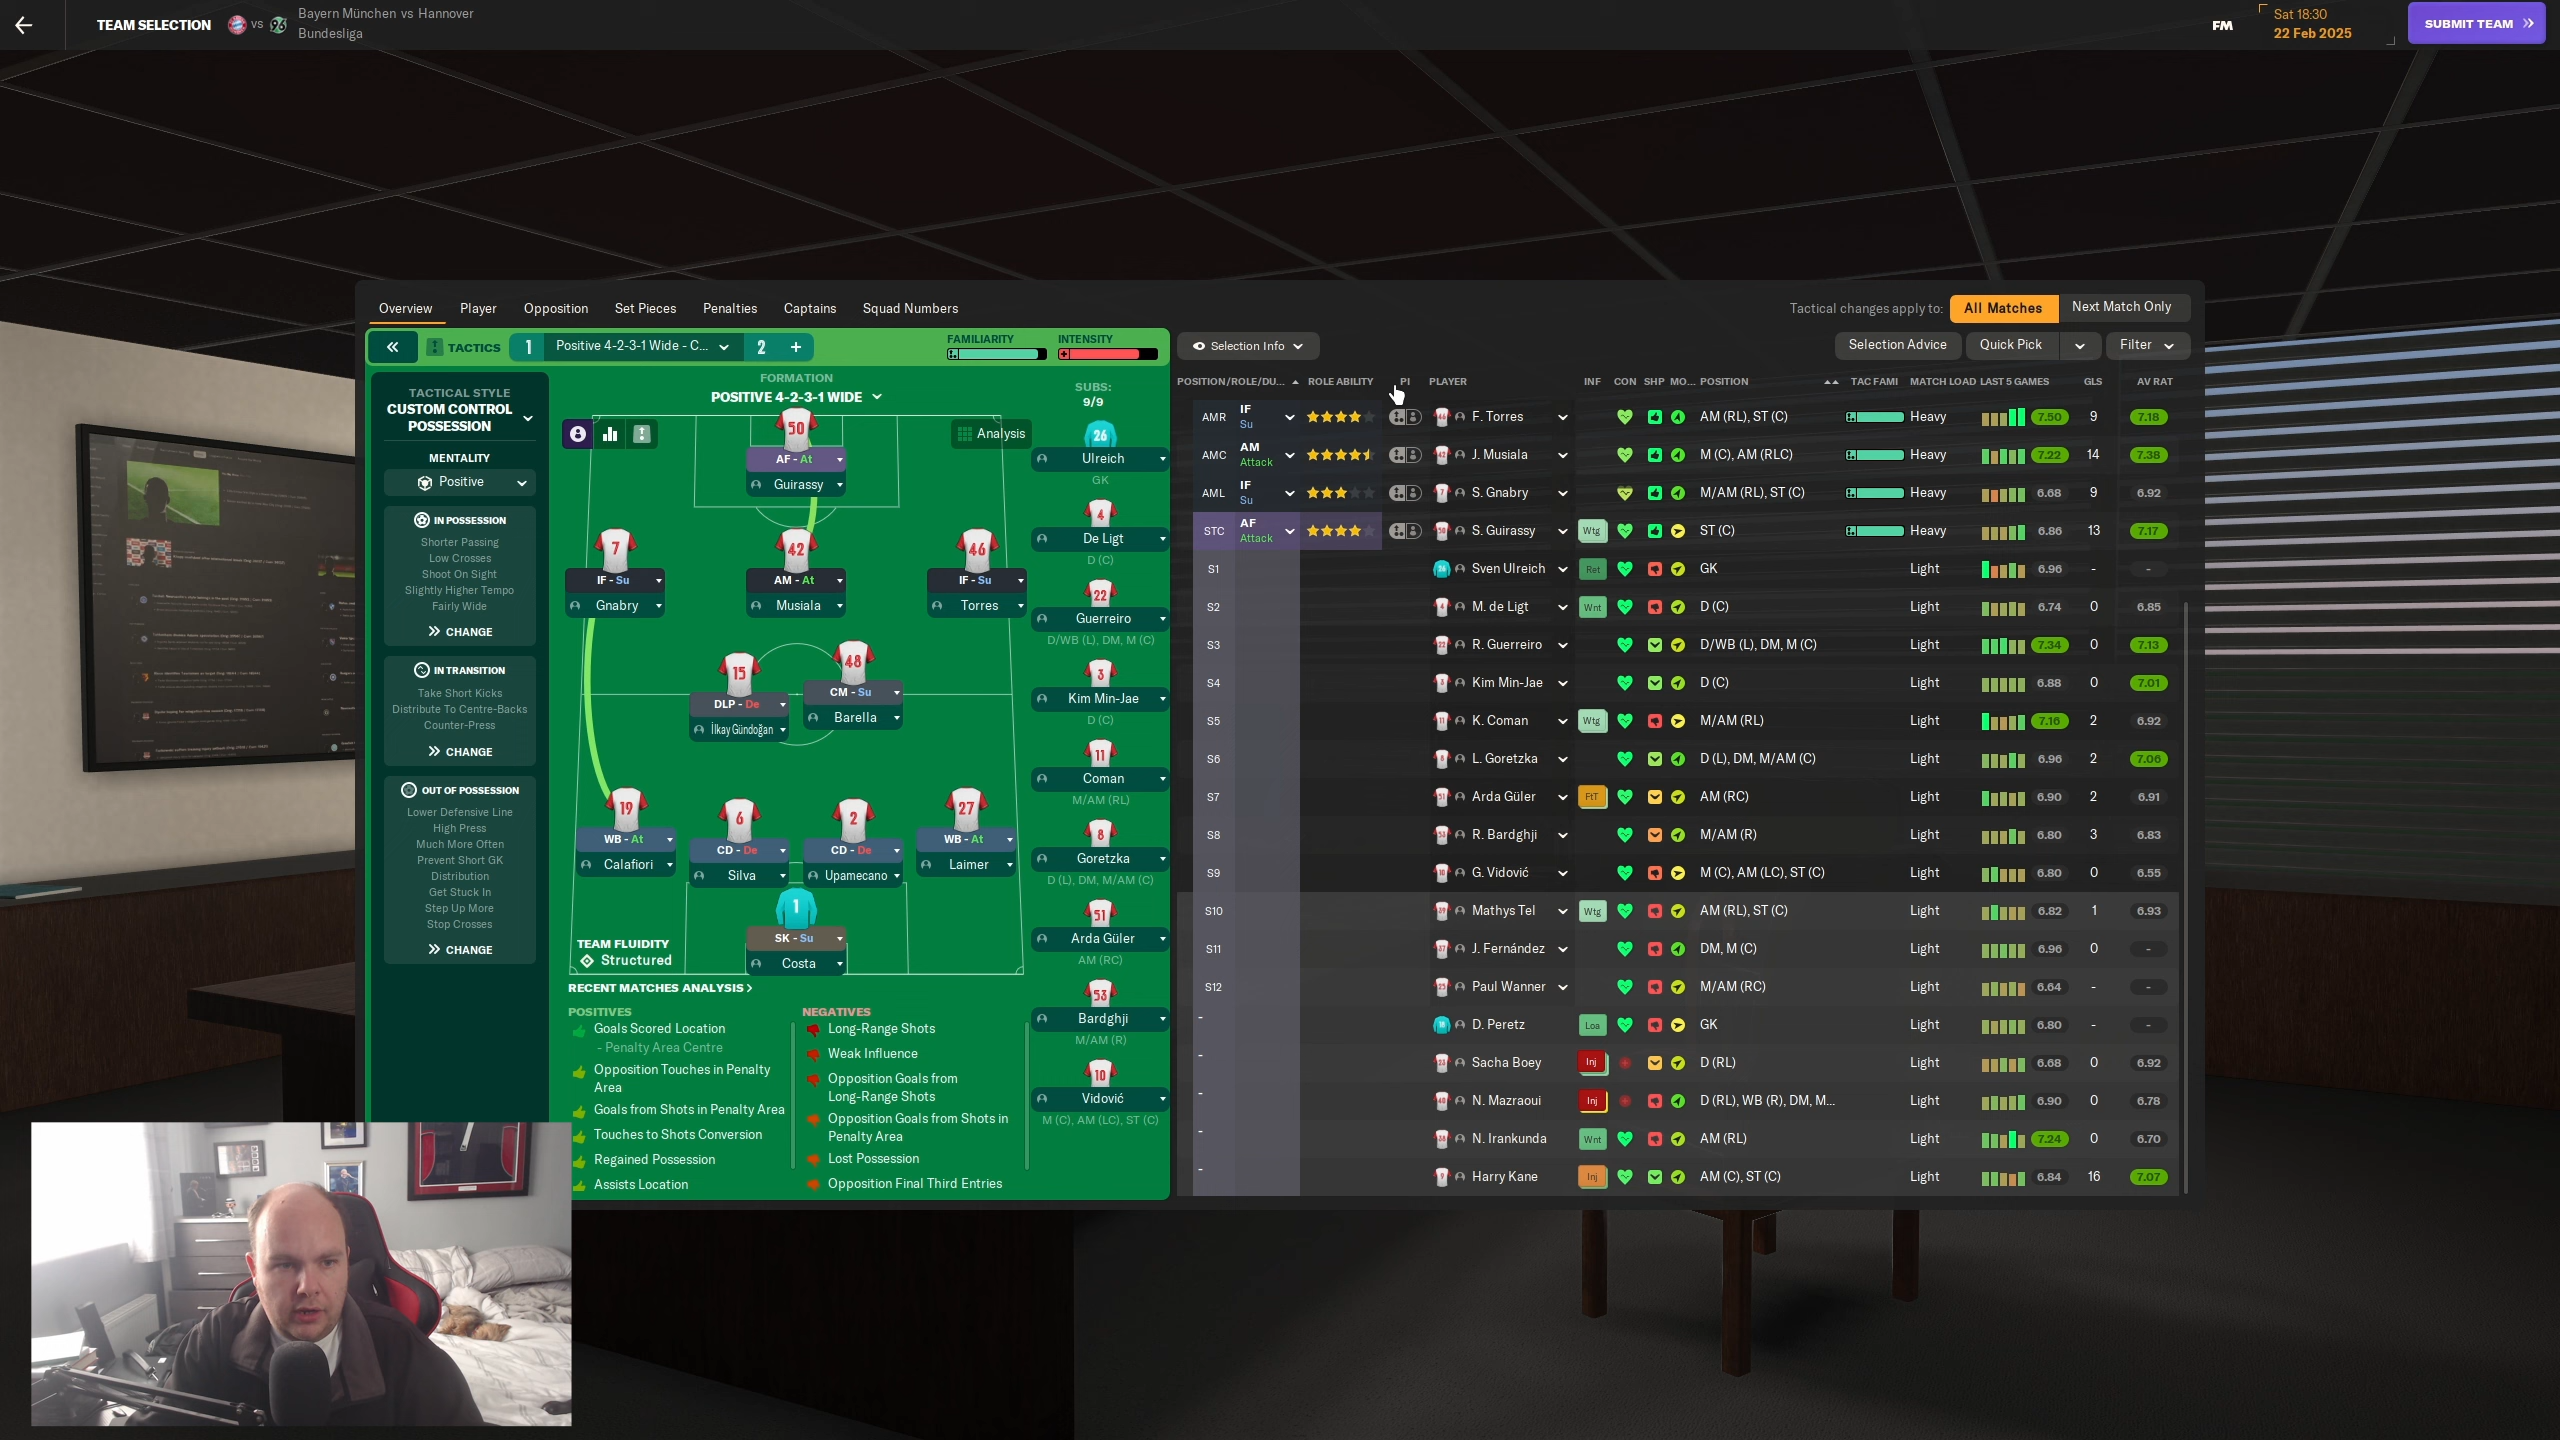 TEAM SELECTION
vs
Bayern München vs Hannover
Bundesliga
FM
Sat 18:30
22 Feb 2025
SUBMIT TEAM
Overview
Player
Opposition
Set Pieces
Penalties
Captains
Squad Numbers
Tactical changes apply to:
All Matches
Next Match Only
TACTICS
1
Positive 4-2-3-1 Wide - C...
2
+
FAMILIARITY
INTENSITY
Selection Info
Selection Advice
Quick Pick
Filter
TACTICAL STYLE
CUSTOM CONTROL
POSSESSION
MENTALITY
Positive
IN POSSESSION
Shorter Passing
Low Crosses
Shoot On Sight
Slightly Higher Tempo
Fairly Wide
CHANGE
IN TRANSITION
Take Short Kicks
Distribute To Centre-Backs
Counter-Press
CHANGE
OUT OF POSSESSION
Lower Defensive Line
High Press
Much More Often
Prevent Short GK
Distribution
Get Stuck In
Step Up More
Stop Crosses
CHANGE
FORMATION
POSITIVE 4-2-3-1 WIDE
Analysis
50
AF - At
Guirassy
7
IF - Su
Gnabry
42
AM - At
Musiala
46
IF - Su
Torres
15
DLP - De
İlkay Gündoğan
48
CM - Su
Barella
19
WB - At
Calafiori
6
CD - De
Silva
2
CD - De
Upamecano
27
WB - At
Laimer
1
SK - Su
Costa
TEAM FLUIDITY
Structured
RECENT MATCHES ANALYSIS >
POSITIVES
Goals Scored Location
- Penalty Area Centre
Opposition Touches in Penalty
Area
Goals from Shots in Penalty Area
Touches to Shots Conversion
Regained Possession
Assists Location
NEGATIVES
Long-Range Shots
Weak Influence
Opposition Goals from
Long-Range Shots
Opposition Goals from Shots in
Penalty Area
Lost Possession
Opposition Final Third Entries
SUBS:
9/9
26
Ulreich
GK
4
De Ligt
D (C)
22
Guerreiro
D/WB (L), DM, M (C)
3
Kim Min-Jae
D (C)
11
Coman
M/AM (RL)
8
Goretzka
D (L), DM, M/AM (C)
51
Arda Güler
AM (RC)
53
Bardghji
M/AM (R)
10
Vidović
M (C), AM (LC), ST (C)
POSITION/ROLE/DU... ROLE ABILITY PI PLAYER INF CON SHP MO... POSITION TAC FAMI MATCH LOAD LAST 5 GAMES GLS AV RAT
AMR IF Su F. Torres AM (RL), ST (C) Heavy 7.50 9 7.18
AMC AM Attack J. Musiala M (C), AM (RLC) Heavy 7.22 14 7.38
AML IF Su S. Gnabry M/AM (RL), ST (C) Heavy 6.68 9 6.92
STC AF Attack S. Guirassy Wtg ST (C) Heavy 6.86 13 7.17
S1 Sven Ulreich Ret GK Light 6.96 - -
S2 M. de Ligt Wnt D (C) Light 6.74 0 6.85
S3 R. Guerreiro D/WB (L), DM, M (C) Light 7.34 0 7.13
S4 Kim Min-Jae D (C) Light 6.88 0 7.01
S5 K. Coman Wtg M/AM (RL) Light 7.16 2 6.92
S6 L. Goretzka D (L), DM, M/AM (C) Light 6.96 2 7.06
S7 Arda Güler FtT AM (RC) Light 6.90 2 6.91
S8 R. Bardghji M/AM (R) Light 6.80 3 6.83
S9 G. Vidović M (C), AM (LC), ST (C) Light 6.80 0 6.55
S10 Mathys Tel Wtg AM (RL), ST (C) Light 6.82 1 6.93
S11 J. Fernández DM, M (C) Light 6.96 0 -
S12 Paul Wanner M/AM (RC) Light 6.64 - -
- D. Peretz Loa GK Light 6.80 - -
- Sacha Boey Inj D (RL) Light 6.68 0 6.92
- N. Mazraoui Inj D (RL), WB (R), DM, M... Light 6.90 0 6.78
- N. Irankunda Wnt AM (RL) Light 7.24 0 6.70
- Harry Kane Inj AM (C), ST (C) Light 6.84 16 7.07